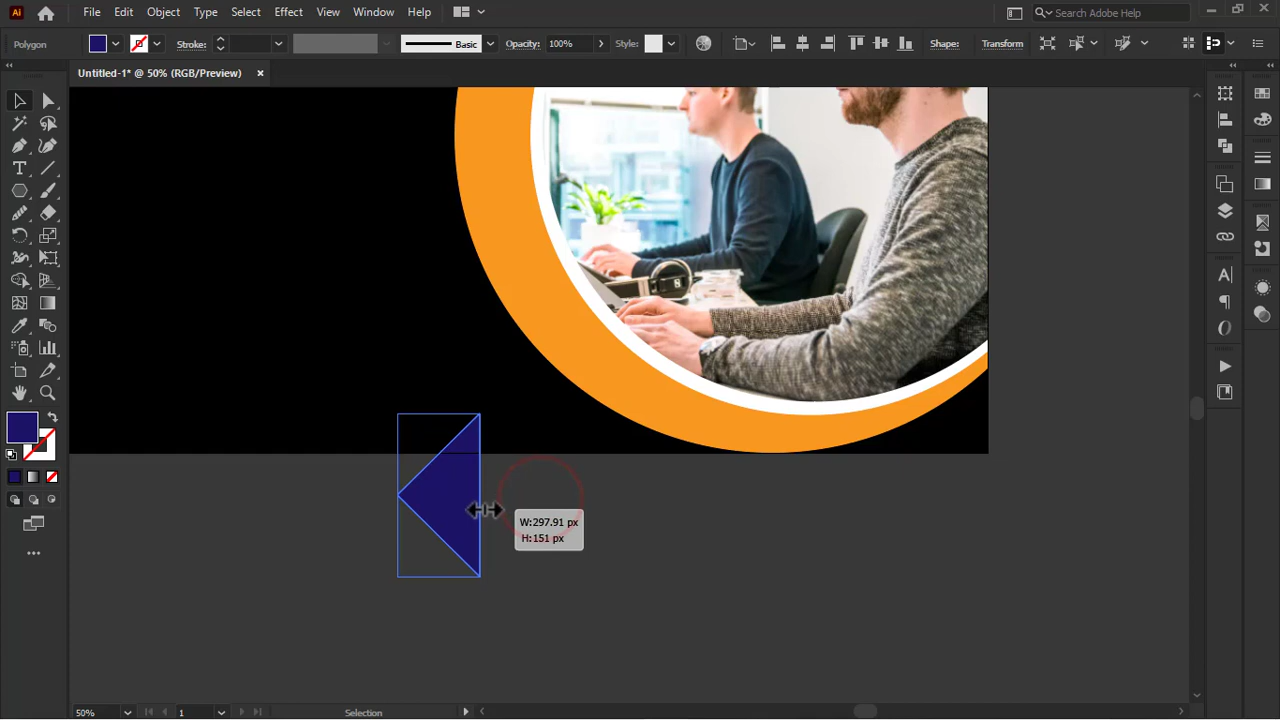 Ai File Edit Object Type Select Effect View Window Help Search Adobe Help
Polygon Stroke: Basic Opacity: 100% Style: Shape: Transform
Untitled-1* @ 50% (RGB/Preview) ×
W:297.91 px
H:151 px
50% 1 Selection